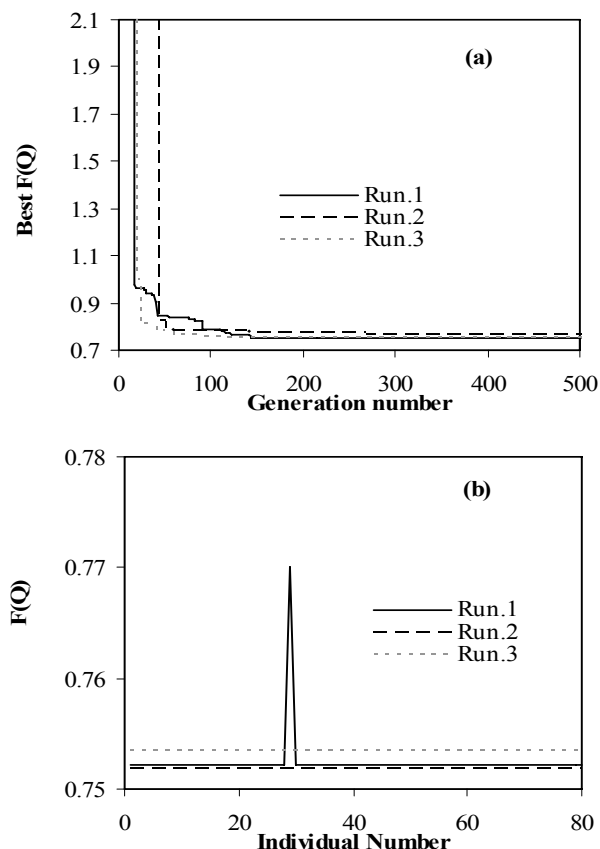 2.1
1.9
1.7
1.5
1.3
1.1
0.9
0.7
Best F(Q)
(a)
Run.1
Run.2
Run.3
0 100 200 300 400 500
Generation number
0.78
0.77
0.76
0.75
F(Q)
(b)
Run.1
Run.2
Run.3
0 20 40 60 80
Individual Number